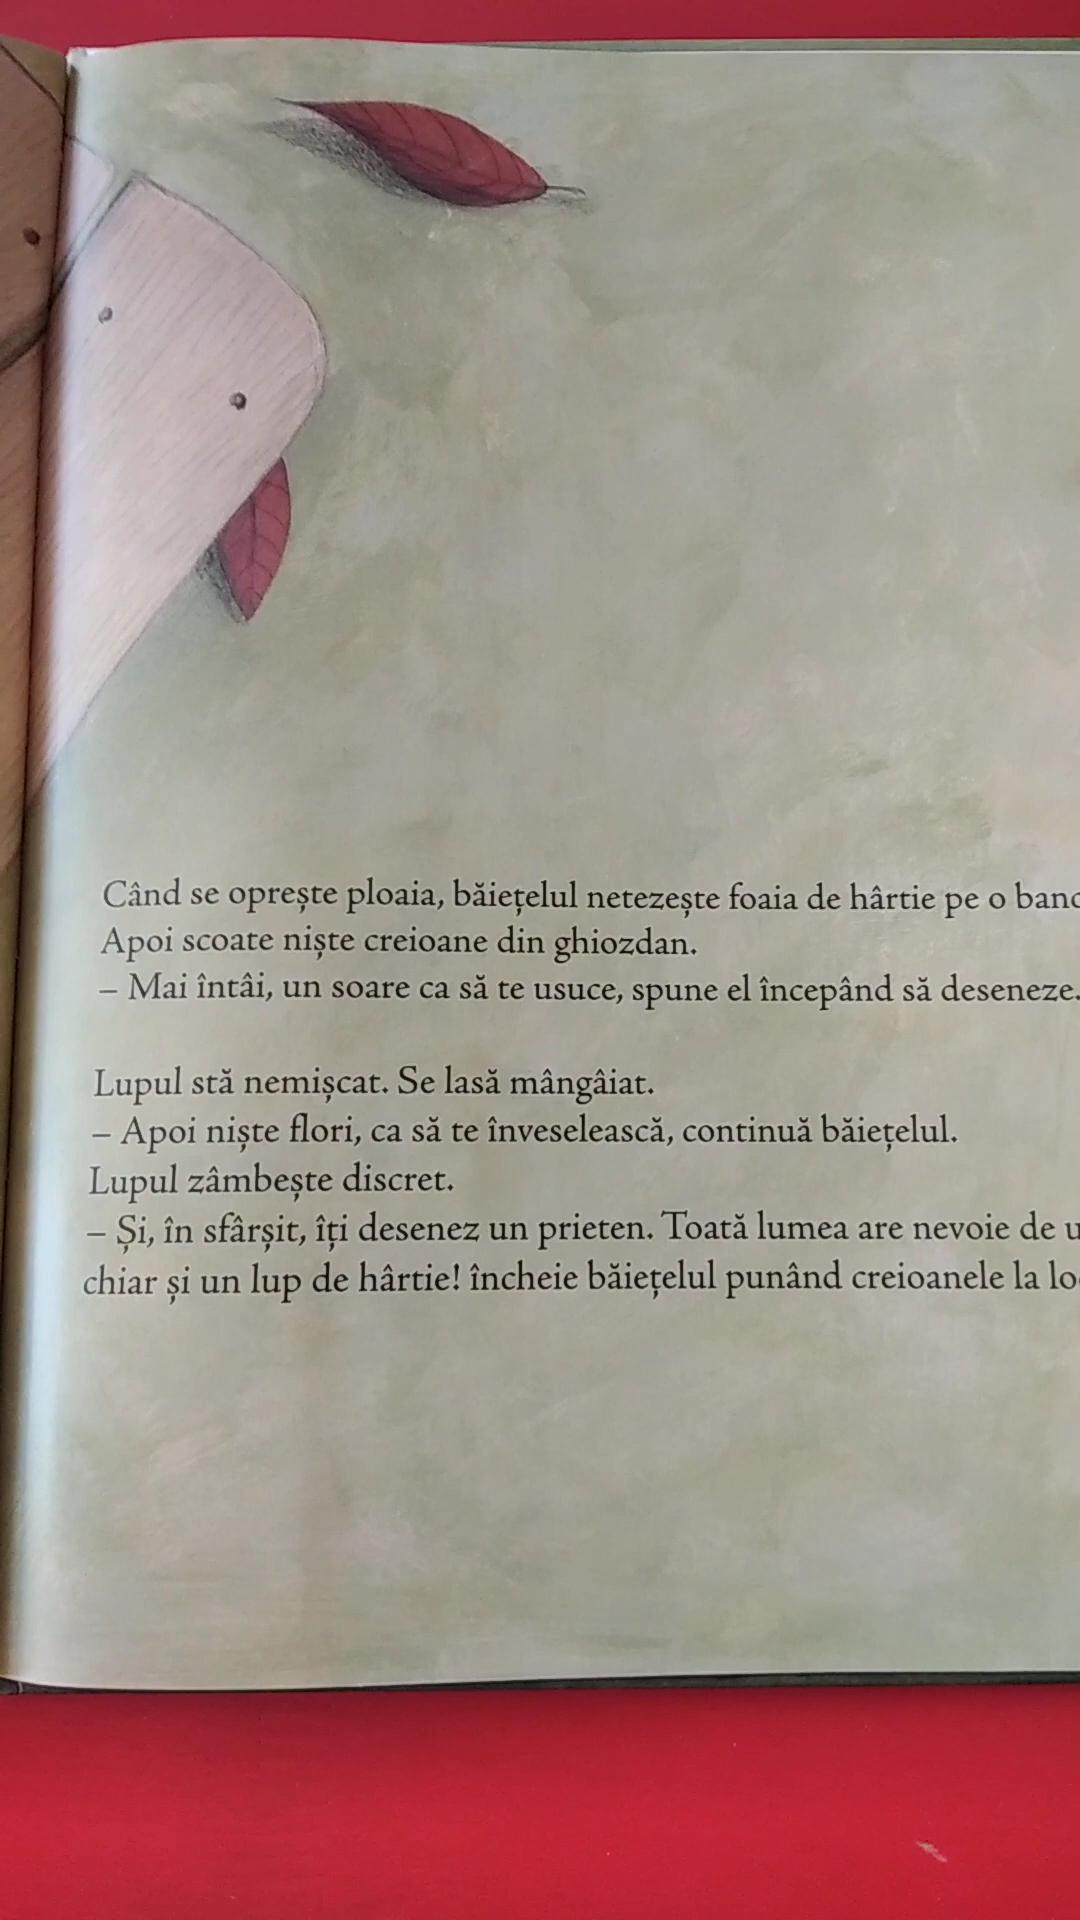 Când se oprește ploaia, băiețelul netezește foaia de hârtie pe o
Apoi scoate niște creioane din ghiozdan.
– Mai întâi, un soare ca să te usuce, spune el începând să deseneze.
Lupul stă nemișcat. Se lasă mângâiat.
– Apoi niște flori, ca să te înveselească, continuă băiețelul.
Lupul zâmbește discret.
– Și, în sfârșit, îți desenez un prieten. Toată lumea are nevoie de
chiar și un lup de hârtie! încheie băiețelul punând creioanele la